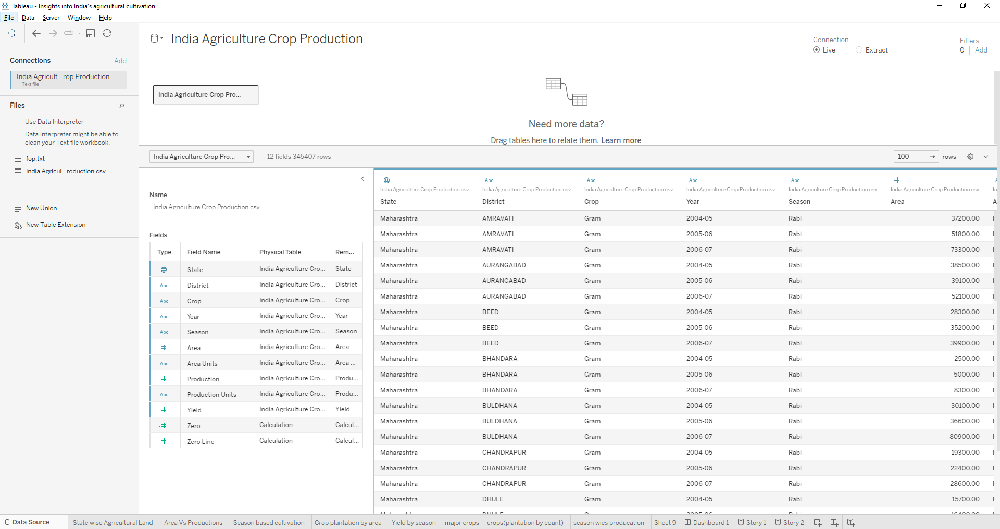 Tableau - Insights into India's agricultural cultivation
File Data Server Window Help
Connections Add
India Agricult...rop Production
Text file
Files
Use Data Interpreter
Data Interpreter might be able to
clean your Text file workbook.
fop.txt
India Agricul...roduction.csv
New Union
New Table Extension
India Agriculture Crop Production
Connection
Live Extract
Filters
0 Add
India Agriculture Crop Pro...
Need more data?
Drag tables here to relate them. Learn more
India Agriculture Crop Pro... 12 fields 345407 rows 100 rows
Name
India Agriculture Crop Production.csv
Fields
Type Field Name Physical Table Rem...
State India Agriculture Cro... State
Abc District India Agriculture Cro... District
Abc Crop India Agriculture Cro... Crop
Abc Year India Agriculture Cro... Year
Abc Season India Agriculture Cro... Season
# Area India Agriculture Cro... Area
Abc Area Units India Agriculture Cro... Area ...
# Production India Agriculture Cro... Produ...
Abc Production Units India Agriculture Cro... Produ...
# Yield India Agriculture Cro... Yield
=# Zero Calculation Calcul...
=# Zero Line Calculation Calcul...
Abc Abc Abc Abc #
India Agriculture Crop Production.csv India Agriculture Crop Production.csv India Agriculture Crop Production.csv India Agriculture Crop Production.csv India Agriculture Crop Production.csv India Agriculture Crop Production.csv
State District Crop Year Season Area
Maharashtra AMRAVATI Gram 2004-05 Rabi 37200.00
Maharashtra AMRAVATI Gram 2005-06 Rabi 51800.00
Maharashtra AMRAVATI Gram 2006-07 Rabi 73300.00
Maharashtra AURANGABAD Gram 2004-05 Rabi 38500.00
Maharashtra AURANGABAD Gram 2005-06 Rabi 39100.00
Maharashtra AURANGABAD Gram 2006-07 Rabi 52100.00
Maharashtra BEED Gram 2004-05 Rabi 28300.00
Maharashtra BEED Gram 2005-06 Rabi 35200.00
Maharashtra BEED Gram 2006-07 Rabi 39900.00
Maharashtra BHANDARA Gram 2004-05 Rabi 2500.00
Maharashtra BHANDARA Gram 2005-06 Rabi 5000.00
Maharashtra BHANDARA Gram 2006-07 Rabi 8300.00
Maharashtra BULDHANA Gram 2004-05 Rabi 30100.00
Maharashtra BULDHANA Gram 2005-06 Rabi 36600.00
Maharashtra BULDHANA Gram 2006-07 Rabi 80900.00
Maharashtra CHANDRAPUR Gram 2004-05 Rabi 19300.00
Maharashtra CHANDRAPUR Gram 2005-06 Rabi 22400.00
Maharashtra CHANDRAPUR Gram 2006-07 Rabi 28600.00
Maharashtra DHULE Gram 2004-05 Rabi 15700.00
Data Source State wise Agricultural Land Area Vs Productions Season based cultivation Crop plantation by area Yield by season major crops crops(plantation by count) season wies producation Sheet 9 Dashboard 1 Story 1 Story 2